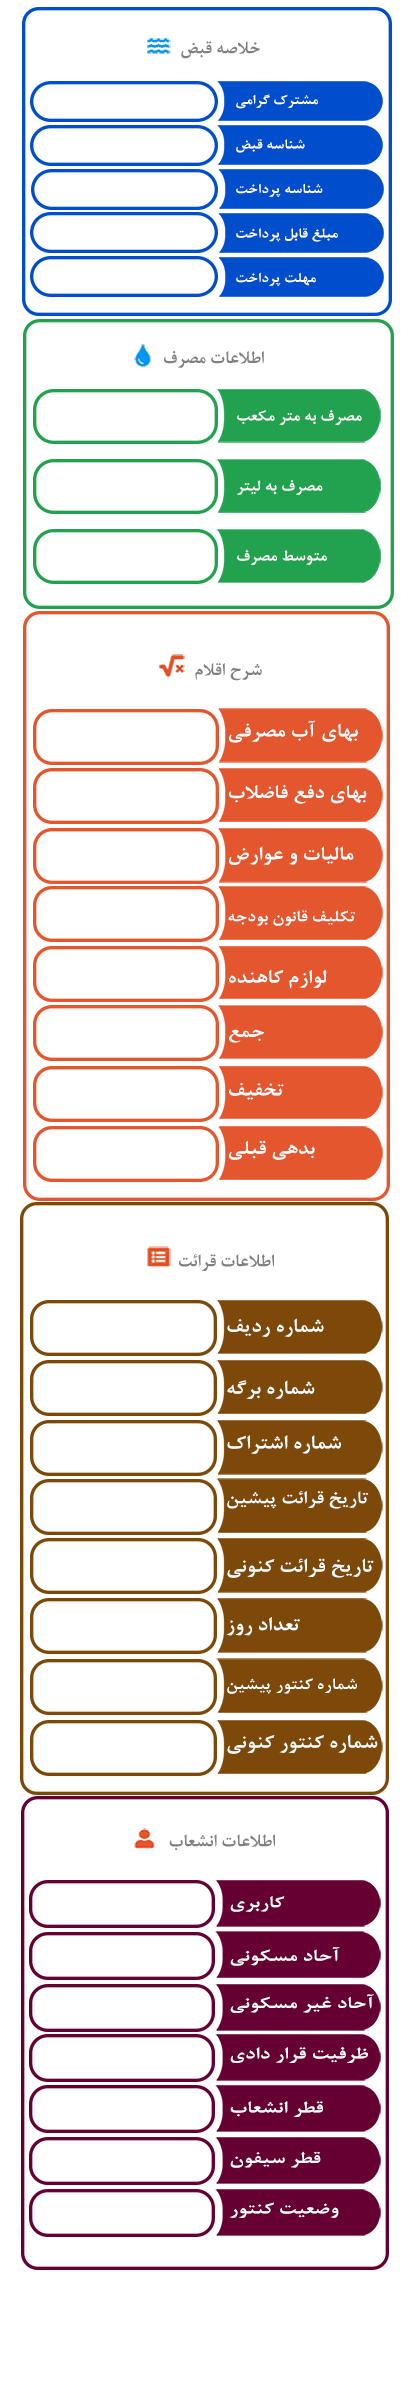 خلاصه قبض
مشترک گرامی
شناسه قبض
شناسه پرداخت
مبلغ قابل پرداخت
مهلت پرداخت
اطلاعات مصرف
مصرف به متر مکعب
مصرف به لیتر
متوسط مصرف
شرح اقلام
بهای آب مصرفی
بهای دفع فاضلاب
مالیات و عوارض
تکلیف قانون بودجه
لوازم کاهنده
جمع
تخفیف
بدهی قبلی
اطلاعات قرائت
شماره ردیف
شماره برگه
شماره اشتراک
تاریخ قرائت پیشین
تاریخ قرائت کنونی
تعداد روز
شماره کنتور پیشین
شماره کنتور کنونی
اطلاعات انشعاب
کاربری
آحاد مسکونی
آحاد غیر مسکونی
ظرفیت قرار دادی
قطر انشعاب
قطر سیفون
وضعیت کنتور